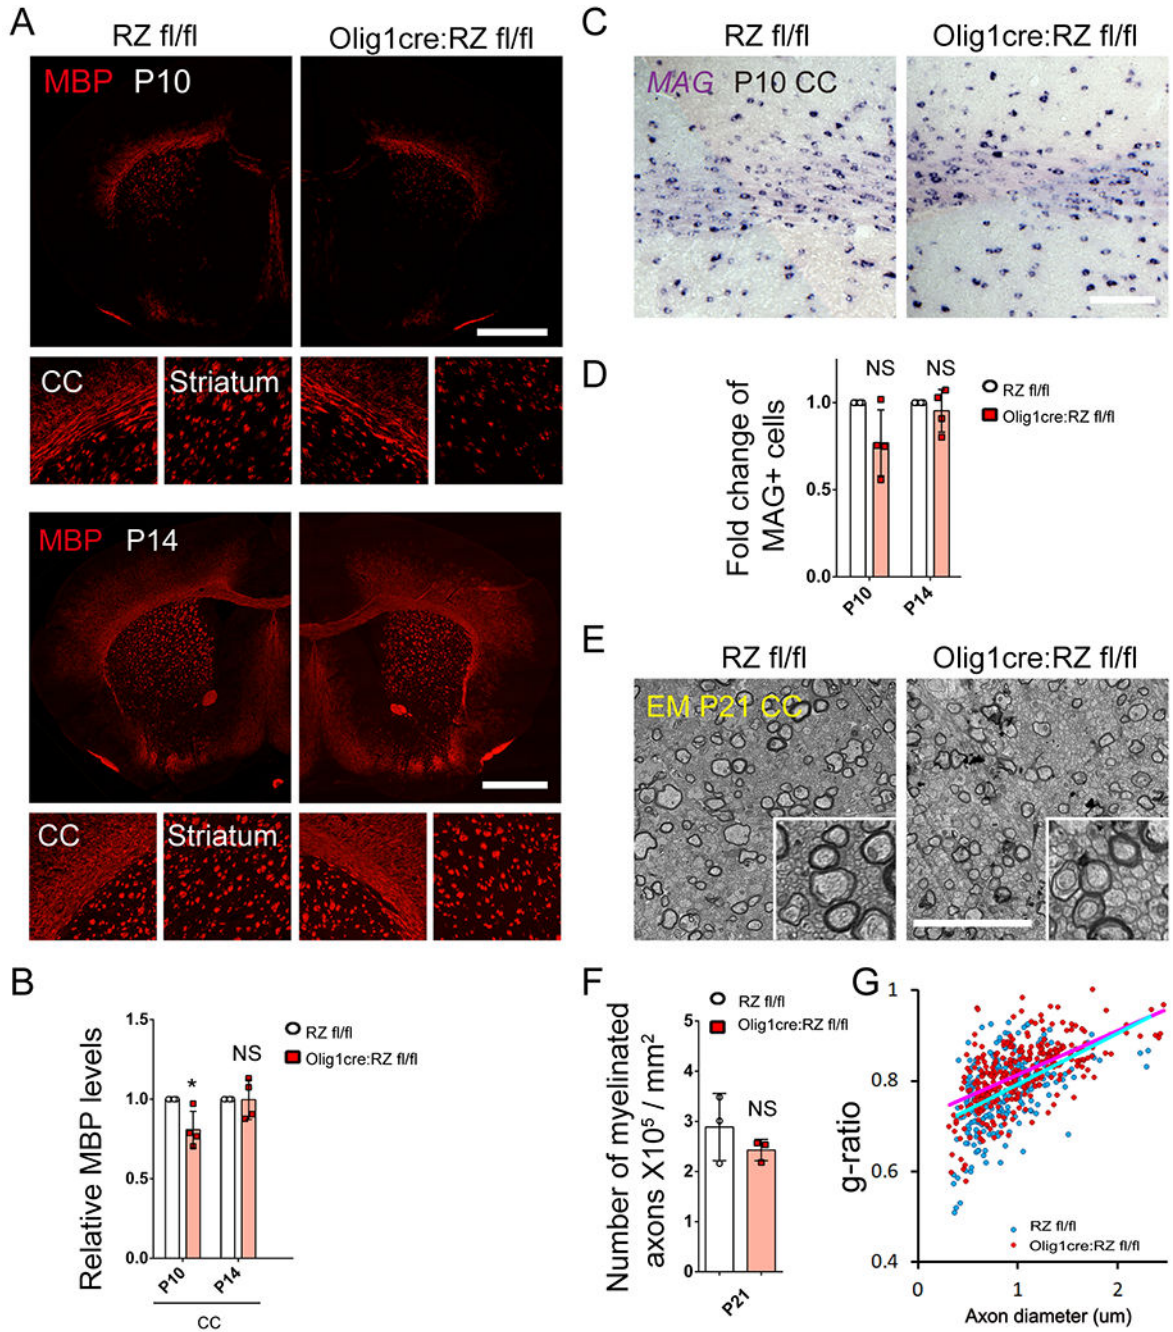 A
RZ fl/fl
Olig1cre:RZ fl/fl
MBP P10
CC
Striatum
MBP P14
CC
Striatum
B
Relative MBP levels
1.5
1.0
0.5
0.0
RZ fl/fl
Olig1cre:RZ fl/fl
*
NS
P10
P14
CC
C
RZ fl/fl
Olig1cre:RZ fl/fl
MAG P10 CC
D
Fold change of
MAG+ cells
1.0
0.5
0.0
NS
NS
RZ fl/fl
Olig1cre:RZ fl/fl
P10
P14
E
RZ fl/fl
Olig1cre:RZ fl/fl
EM P21 CC
F
Number of myelinated
axons X10⁵ / mm²
RZ fl/fl
Olig1cre:RZ fl/fl
5
4
3
2
1
0
NS
P21
G
g-ratio
1
0.8
0.6
0.4
RZ fl/fl
Olig1cre:RZ fl/fl
0
1
2
Axon diameter (um)